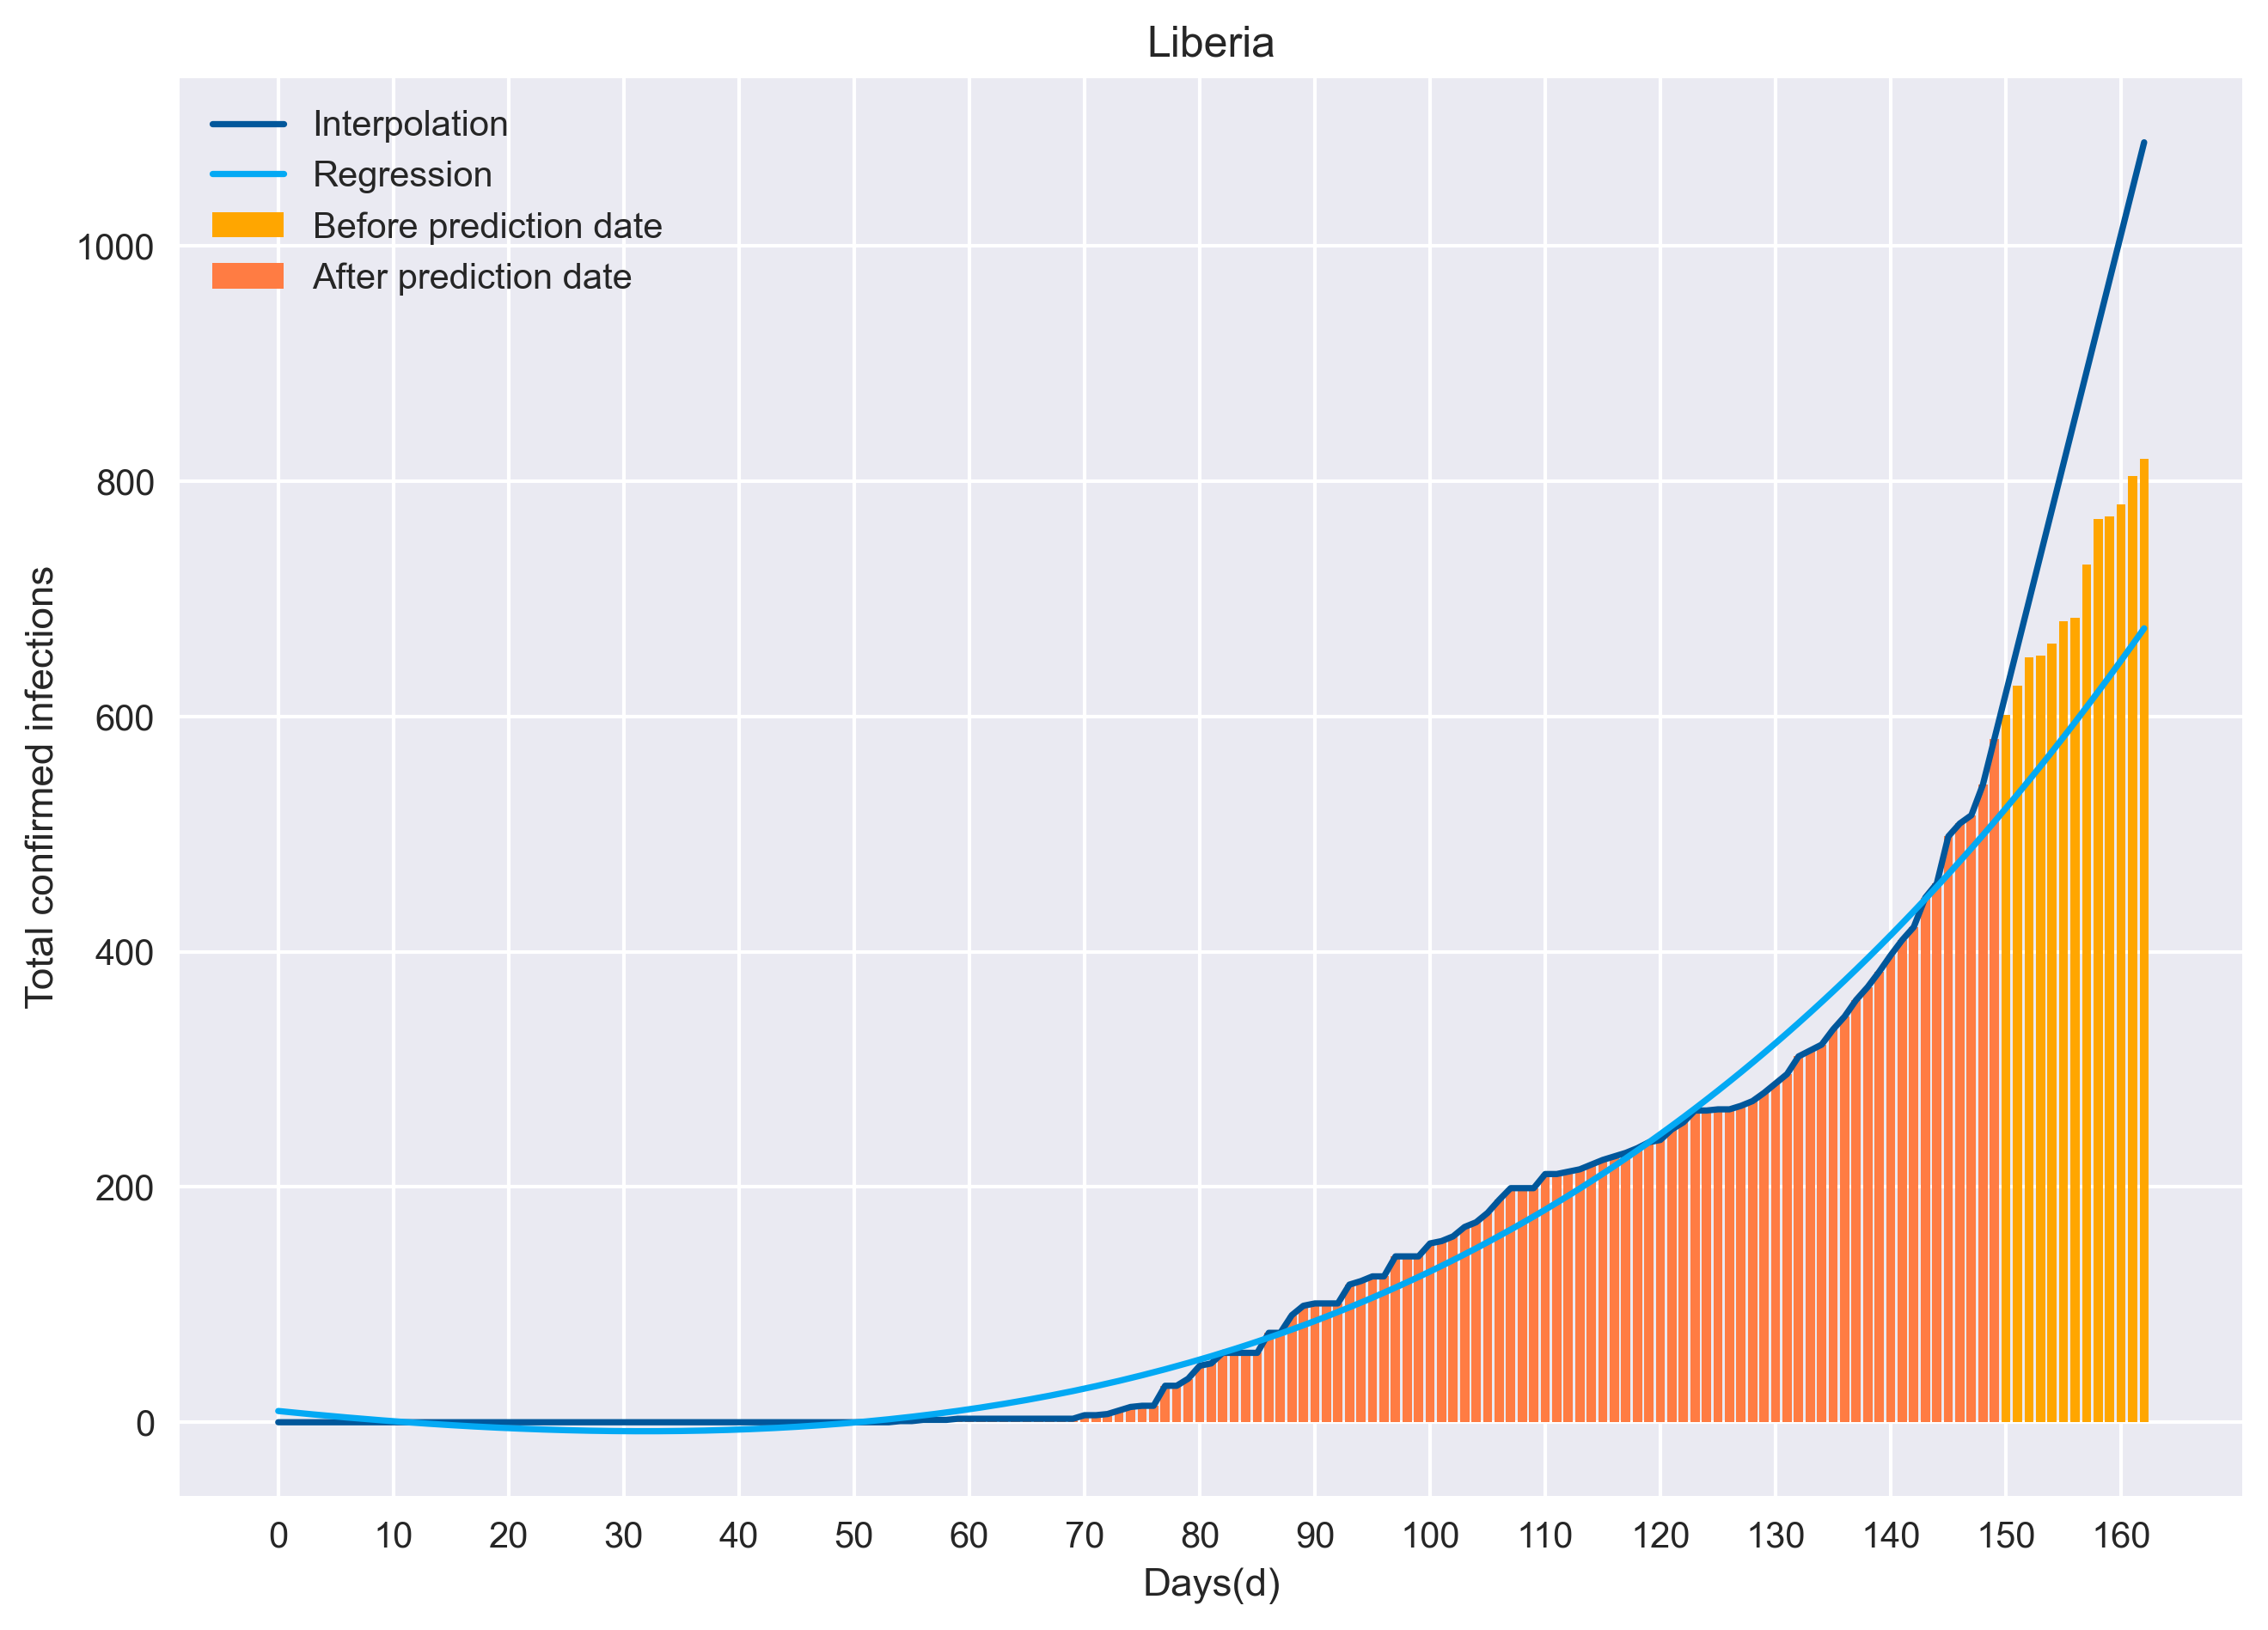 Liberia
Interpolation
Regression
Before prediction date
After prediction date
1000
800
600
400
200
0
Total confirmed infections
0 10 20 30 40 50 60 70 80 90 100 110 120 130 140 150 160
Days(d)